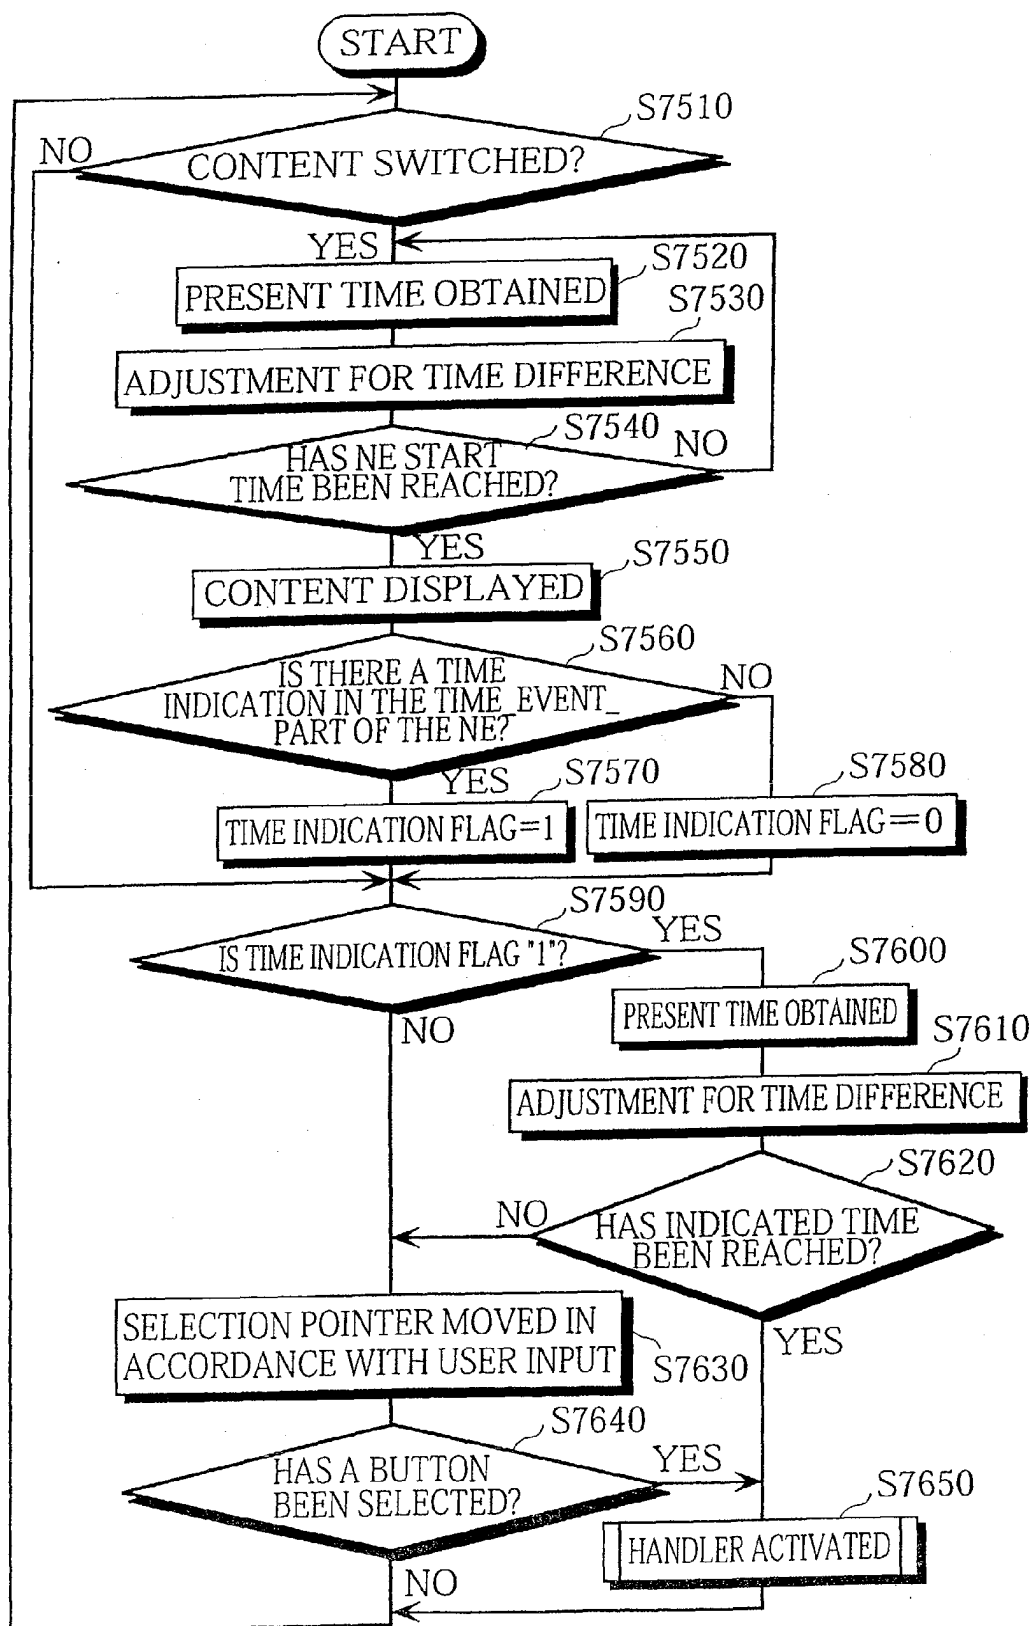 START
S7510
NO
CONTENT SWITCHED?
YES
S7520
PRESENT TIME OBTAINED
S7530
ADJUSTMENT FOR TIME DIFFERENCE
S7540
NO
HAS NE START
TIME BEEN REACHED?
YES
S7550
CONTENT DISPLAYED
S7560
NO
IS THERE A TIME
INDICATION IN THE TIME_EVENT_
PART OF THE NE?
YES
S7570
S7580
TIME INDICATION FLAG=1
TIME INDICATION FLAG=0
S7590
YES
IS TIME INDICATION FLAG "1"?
S7600
NO
PRESENT TIME OBTAINED
S7610
ADJUSTMENT FOR TIME DIFFERENCE
S7620
NO
HAS INDICATED TIME
BEEN REACHED?
YES
SELECTION POINTER MOVED IN
ACCORDANCE WITH USER INPUT
S7630
S7640
YES
HAS A BUTTON
BEEN SELECTED?
S7650
HANDLER ACTIVATED
NO